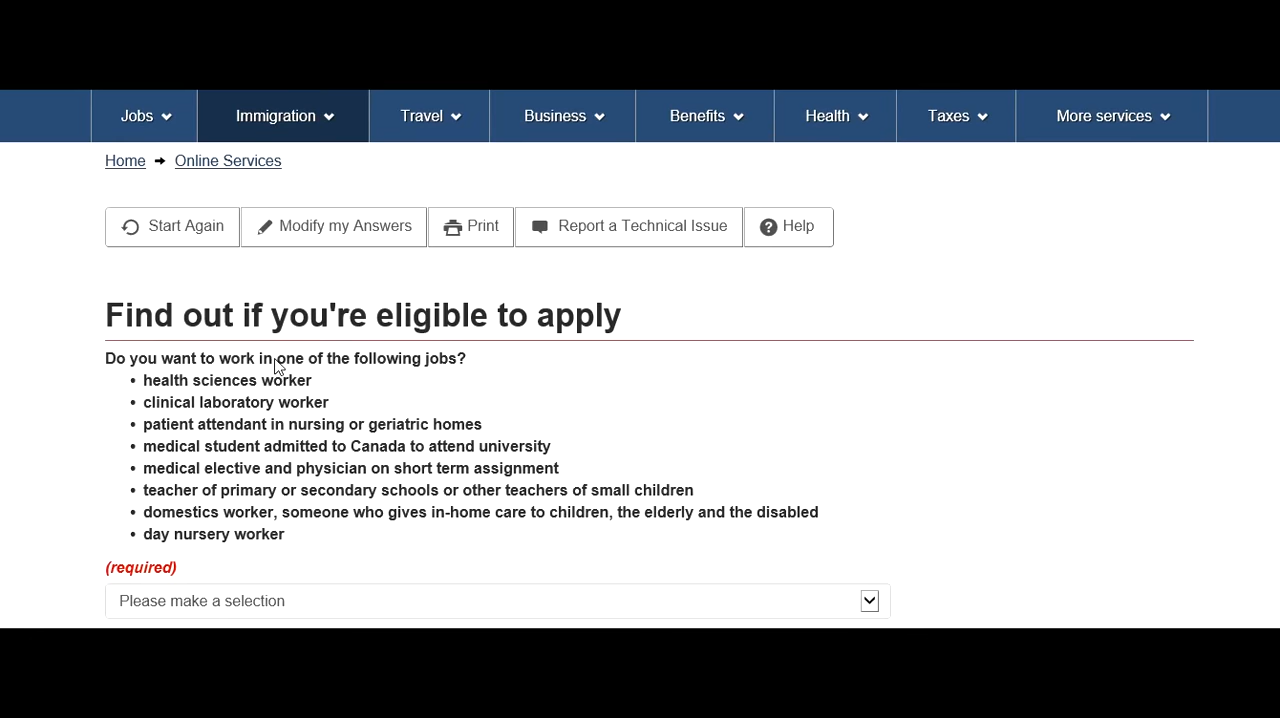 Jobs Immigration Travel Business Benefits Health Taxes More services
Home Online Services
Start Again Modify my Answers Print Report a Technical Issue Help
Find out if you're eligible to apply
Do you want to work in one of the following jobs?
• health sciences worker
• clinical laboratory worker
• patient attendant in nursing or geriatric homes
• medical student admitted to Canada to attend university
• medical elective and physician on short term assignment
• teacher of primary or secondary schools or other teachers of small children
• domestics worker, someone who gives in-home care to children, the elderly and the disabled
• day nursery worker
(required)
Please make a selection